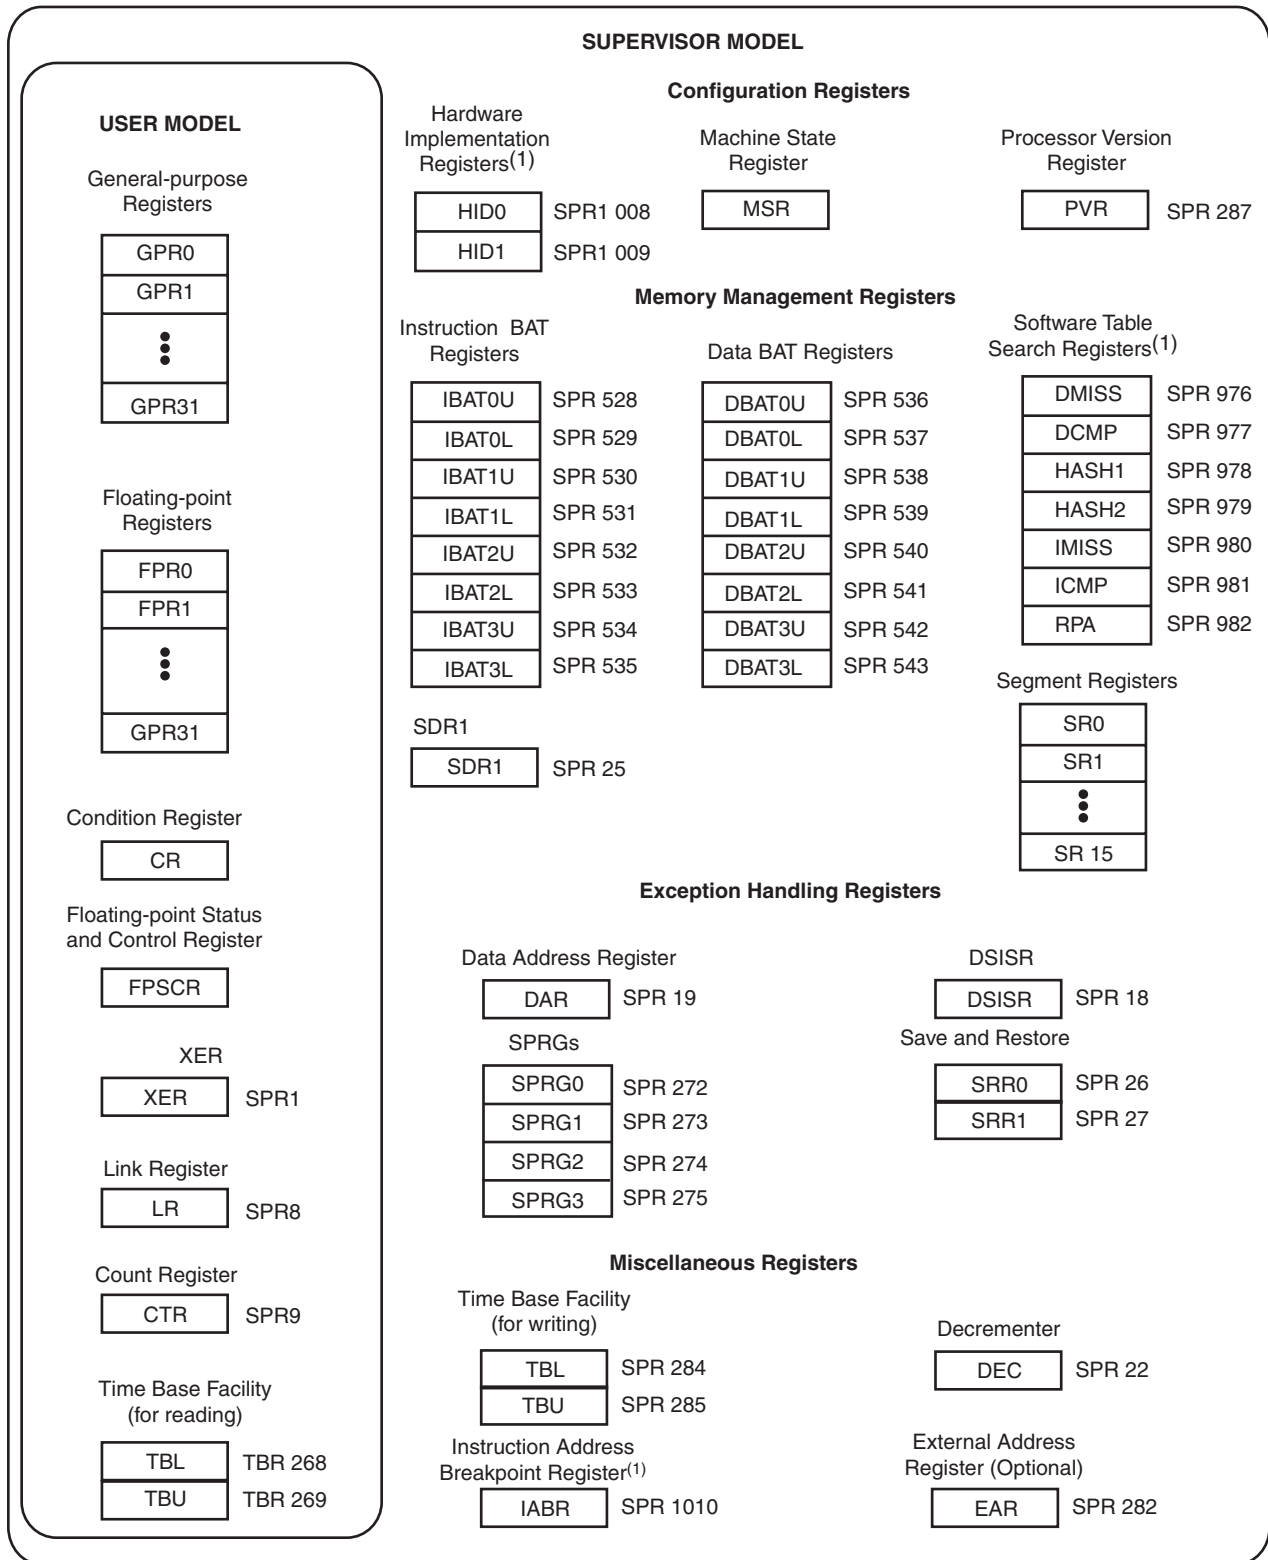 SUPERVISOR MODEL
USER MODEL
General-purpose
Registers
GPR0
GPR1
GPR31
Floating-point
Registers
FPR0
FPR1
GPR31
Condition Register
CR
Floating-point Status
and Control Register
FPSCR
XER
XER SPR1
Link Register
LR SPR8
Count Register
CTR SPR9
Time Base Facility
(for reading)
TBL TBR 268
TBU TBR 269
Configuration Registers
Hardware
Implementation
Registers(1)
HID0 SPR1 008
HID1 SPR1 009
Machine State
Register
MSR
Processor Version
Register
PVR SPR 287
Memory Management Registers
Instruction BAT
Registers
IBAT0U SPR 528
IBAT0L SPR 529
IBAT1U SPR 530
IBAT1L SPR 531
IBAT2U SPR 532
IBAT2L SPR 533
IBAT3U SPR 534
IBAT3L SPR 535
Data BAT Registers
DBAT0U SPR 536
DBAT0L SPR 537
DBAT1U SPR 538
DBAT1L SPR 539
DBAT2U SPR 540
DBAT2L SPR 541
DBAT3U SPR 542
DBAT3L SPR 543
Software Table
Search Registers(1)
DMISS SPR 976
DCMP SPR 977
HASH1 SPR 978
HASH2 SPR 979
IMISS SPR 980
ICMP SPR 981
RPA SPR 982
SDR1
SDR1 SPR 25
Segment Registers
SR0
SR1
SR 15
Exception Handling Registers
Data Address Register
DAR SPR 19
DSISR
DSISR SPR 18
SPRGs
SPRG0 SPR 272
SPRG1 SPR 273
SPRG2 SPR 274
SPRG3 SPR 275
Save and Restore
SRR0 SPR 26
SRR1 SPR 27
Miscellaneous Registers
Time Base Facility
(for writing)
TBL SPR 284
TBU SPR 285
Decrementer
DEC SPR 22
Instruction Address
Breakpoint Register(1)
IABR SPR 1010
External Address
Register (Optional)
EAR SPR 282